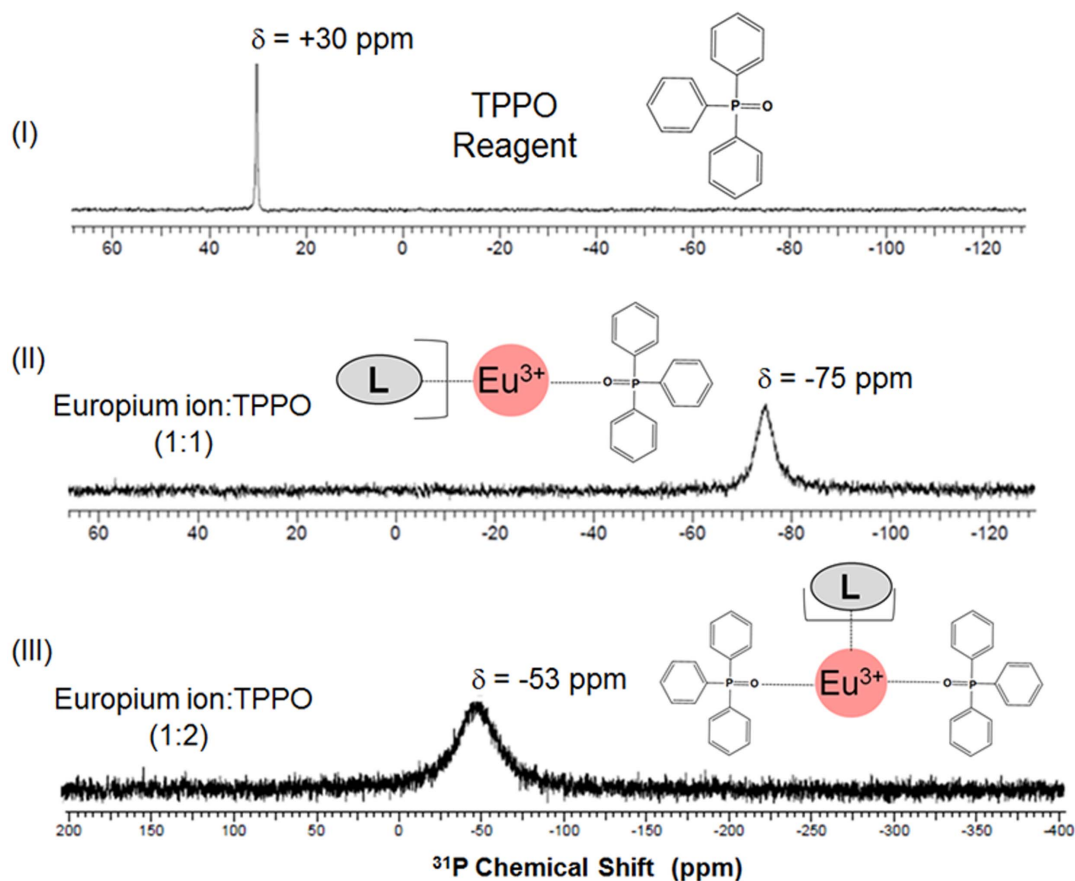 δ = +30 ppm
(I)
TPPO
Reagent
P
O
60 40 20 0 -20 -40 -60 -80 -100 -120
(II)
L
Eu³⁺
O
P
δ = -75 ppm
Europium ion:TPPO
(1:1)
60 40 20 0 -20 -40 -60 -80 -100 -120
(III)
L
δ = -53 ppm
P
O
Eu³⁺
O
P
Europium ion:TPPO
(1:2)
200 150 100 50 0 -50 -100 -150 -200 -250 -300 -350 -400
³¹P Chemical Shift (ppm)